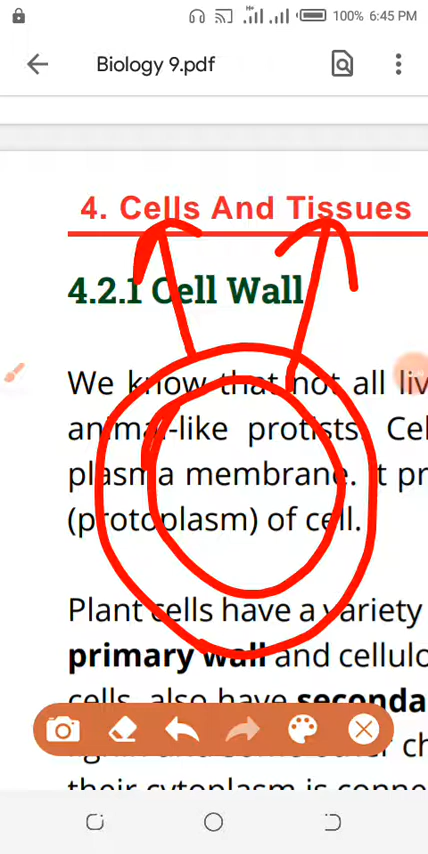 100% 6:45 PM
Biology 9.pdf
4. Cells And Tissues
4.2.1 Cell Wall
We know that not all liv
animal-like protists. Cel
plasma membrane. It pr
(protoplasm) of cell.
Plant cells have a variety
primary wall and cellulo
cells, also have seconda
their cytoplasm is conne